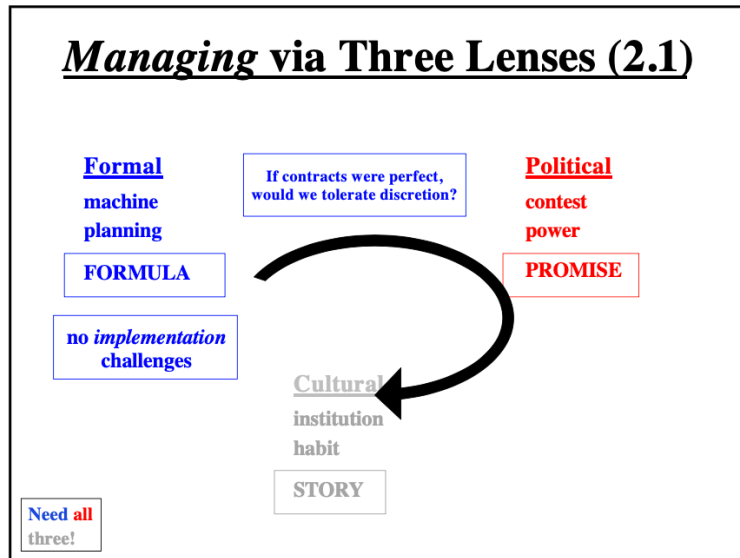 Managing via Three Lenses (2.1)
Formal
machine
planning
FORMULA
no implementation
challenges
If contracts were perfect,
would we tolerate discretion?
Political
contest
power
PROMISE
Cultural
institution
habit
STORY
Need all
three!